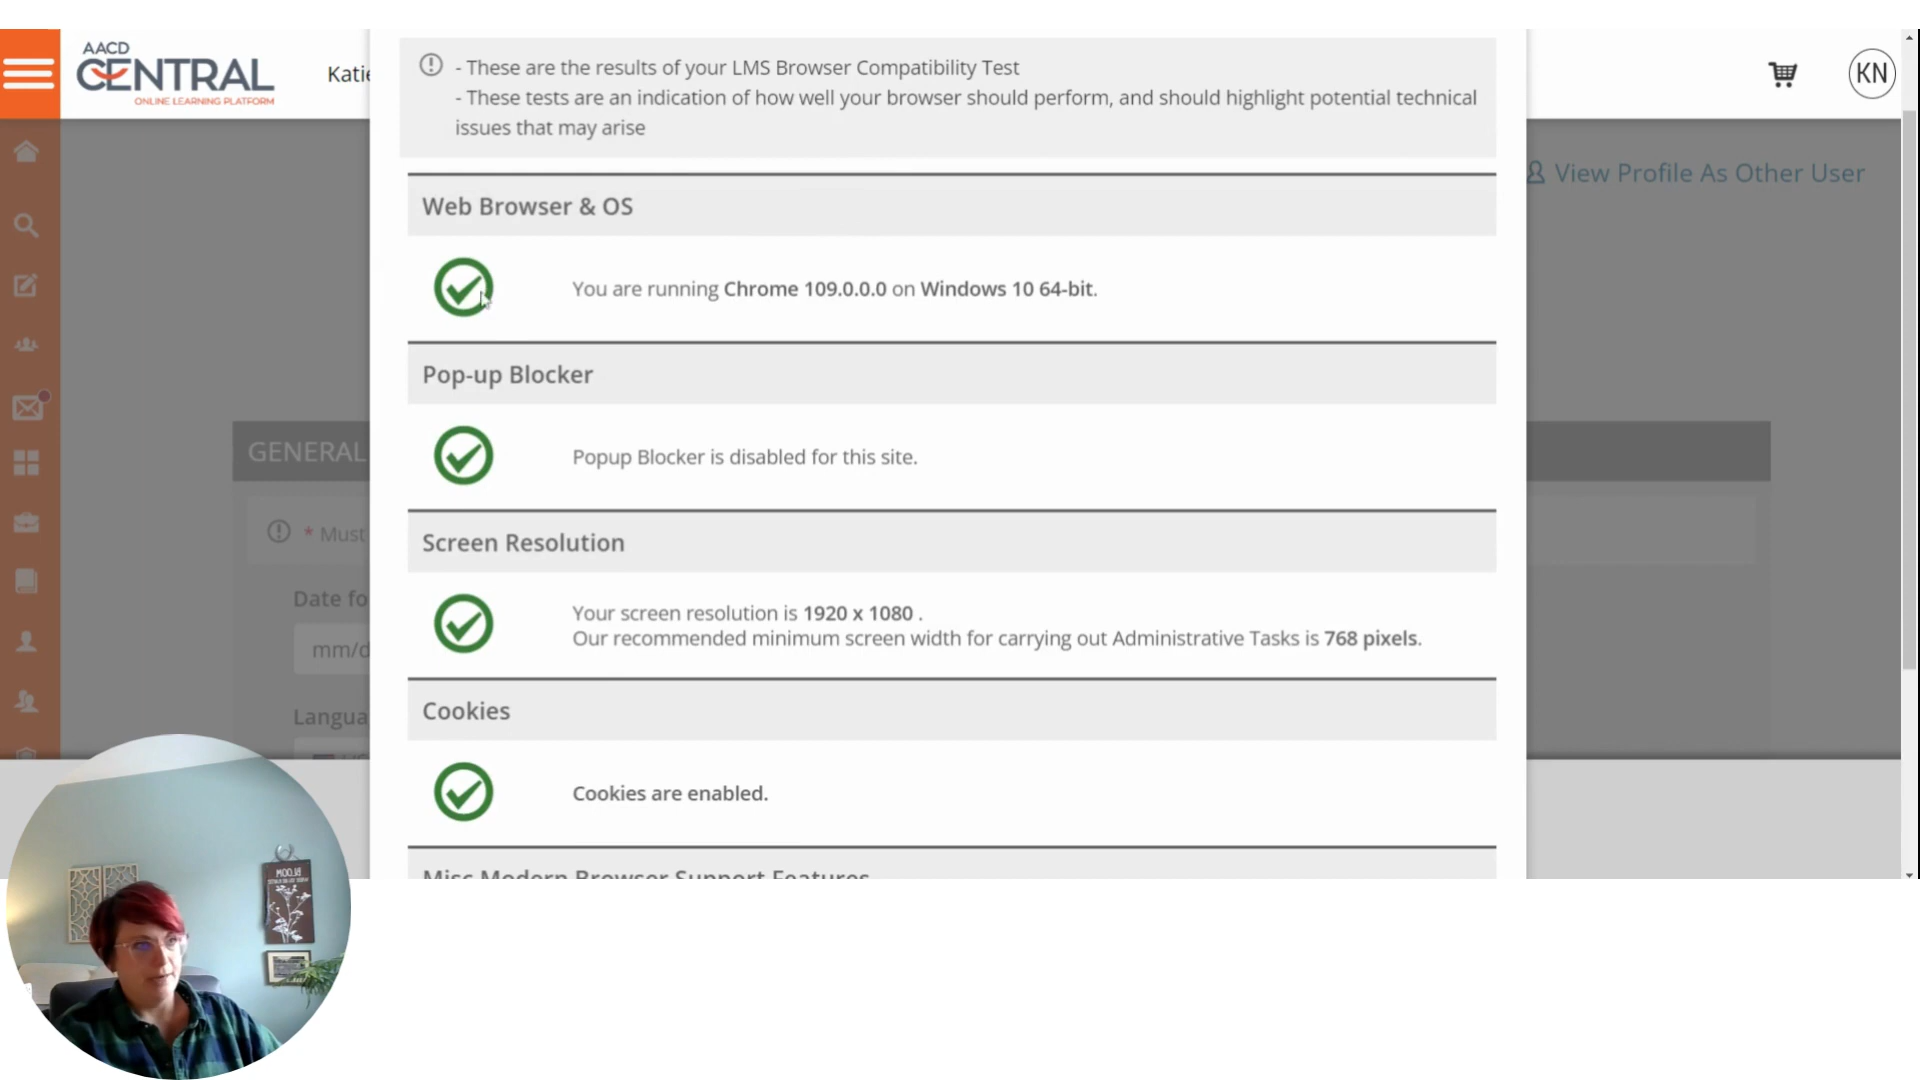 AACD
CENTRAL
ONLINE LEARNING PLATFORM
Katie
KN
- These are the results of your LMS Browser Compatibility Test
- These tests are an indication of how well your browser should perform, and should highlight potential technical
issues that may arise
View Profile As Other User
Web Browser & OS
You are running Chrome 109.0.0.0 on Windows 10 64-bit.
Pop-up Blocker
Popup Blocker is disabled for this site.
GENERAL
* Must
Screen Resolution
Your screen resolution is 1920 x 1080 .
Our recommended minimum screen width for carrying out Administrative Tasks is 768 pixels.
Date fo
mm/d
Langua
Cookies
Cookies are enabled.
Misc Modern Browser Support Features